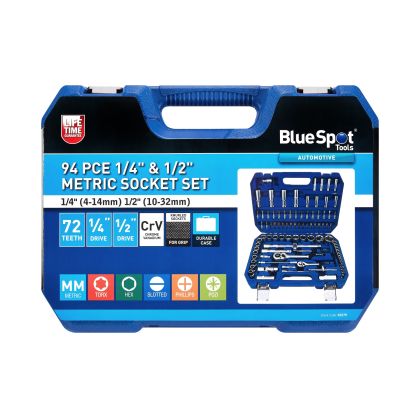 LIFE
TIME
GUARANTEE
BlueSpot
Tools
AUTOMOTIVE
94 PCE 1/4" & 1/2"
METRIC SOCKET SET
1/4" (4-14mm) 1/2" (10-32mm)
72
TEETH
1/4"
DRIVE
1/2"
DRIVE
CrV
CHROME
VANADIUM
KNURLED
SOCKETS
FOR GRIP
DURABLE
CASE
MM
METRIC
TORX
HEX
SLOTTED
PHILLIPS
PZD